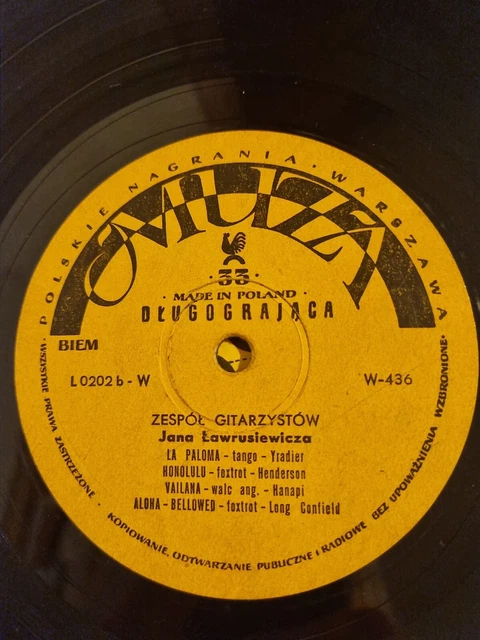 POLSKIE NAGRANIA · WARSZAWA
MUZA
· 33 ·
· MADE IN POLAND ·
DŁUGOGRAJĄCA
BIEM
L 0202 b - W
W-436
ZESPÓŁ GITARZYSTÓW
Jana Ławrusiewicza
ŁA PALOMA - tango - Yradier
HONOLULU - foxtrot - Henderson
VAILANA - walc ang. - Hanapi
ALOHA - BELLOWED - foxtrot - Long Confield
· WSZYSTKIE PRAWA ZASTRZEŻONE · KOPIOWANIE, ODTWARZANIE PUBLICZNE i RADIOWE BEZ UPOWAŻNIENIA WZBRONIONE ·